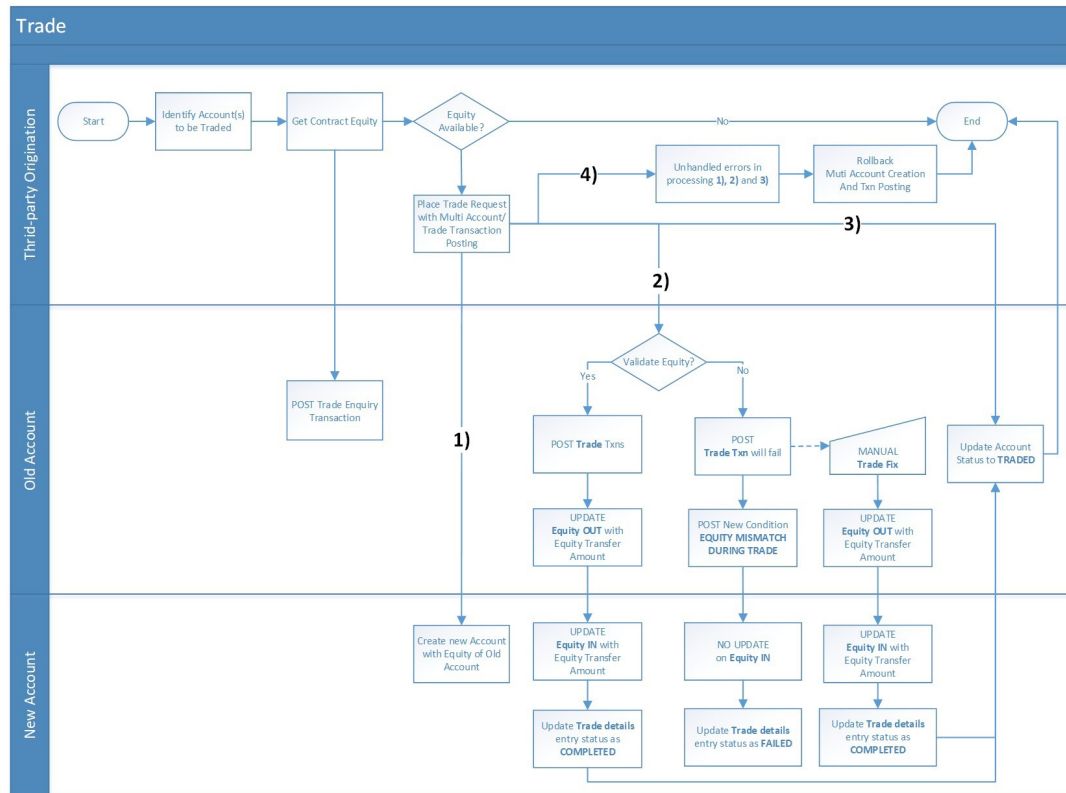 Trade
Thrid-party Origination
Start
Identify Account(s)
to be Traded
Get Contract Equity
Equity
Available?
No
End
4)
Unhandled errors in
processing 1), 2) and 3)
Rollback
Muti Account Creation
And Txn Posting
Place Trade Request
with Multi Account/
Trade Transaction
Posting
3)
2)
Old Account
Validate Equity?
Yes
No
POST Trade Enquiry
Transaction
1)
POST Trade Txns
POST
Trade Txn will fail
MANUAL
Trade Fix
Update Account
Status to TRADED
UPDATE
Equity OUT with
Equity Transfer
Amount
POST New Condition
EQUITY MISMATCH
DURING TRADE
UPDATE
Equity OUT with
Equity Transfer
Amount
New Account
Create new Account
with Equity of Old
Account
UPDATE
Equity IN with
Equity Transfer
Amount
NO UPDATE
on Equity IN
UPDATE
Equity IN with
Equity Transfer
Amount
Update Trade details
entry status as
COMPLETED
Update Trade details
entry status as FAILED
Update Trade details
entry status as
COMPLETED